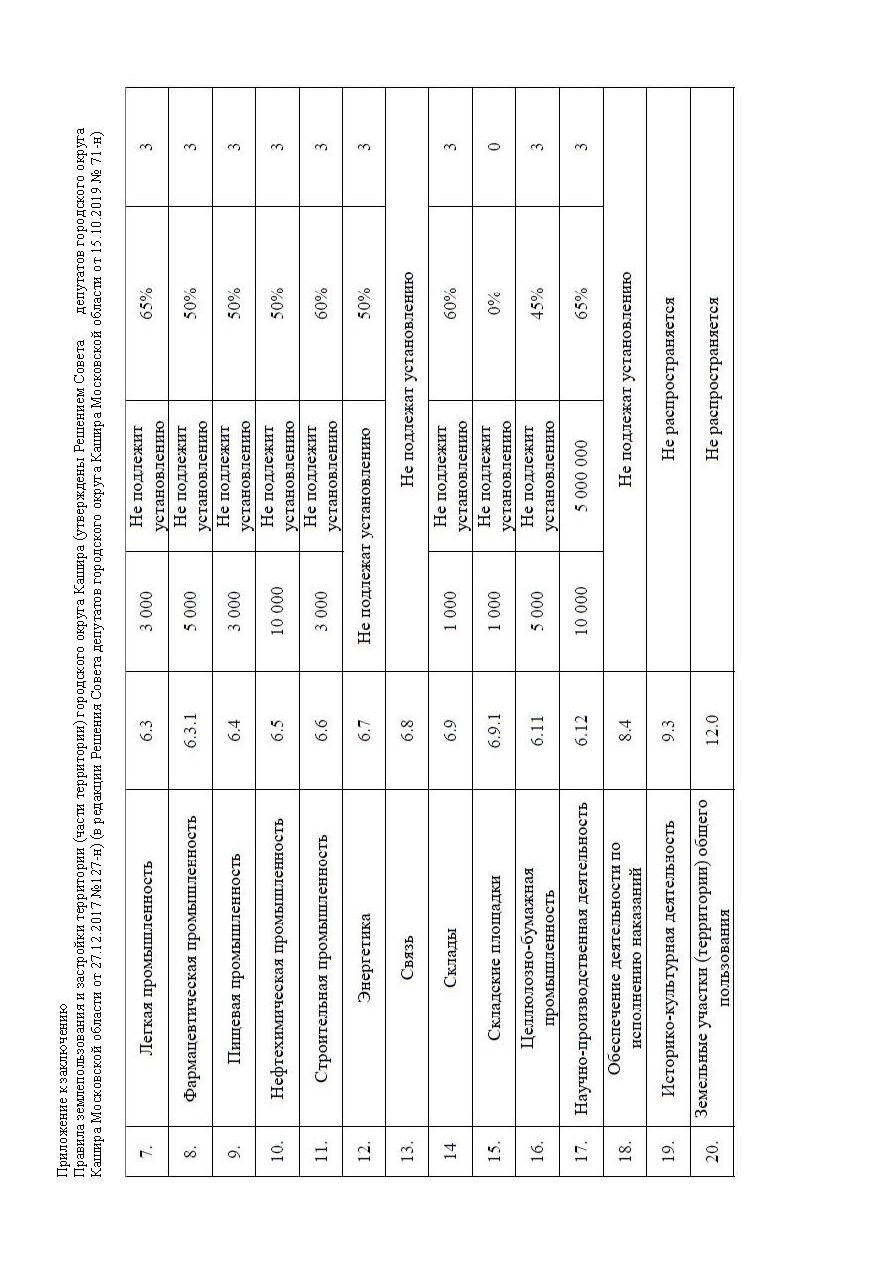 Приложение к заключению
Правила землепользования и застройки территории (части территории) городского округа Кашира (утверждены Решением Совета депутатов городского округа
Кашира Московской области от 27.12.2017 №127-н) (в редакции Решения Совета депутатов городского округа Кашира Московской области от 15.10.2019 № 71-н)
7. Легкая промышленность 6.3 3 000 Не подлежит 65% 3
установлению
8. Фармацевтическая промышленность 6.3.1 5 000 Не подлежит 50% 3
установлению
9. Пищевая промышленность 6.4 3 000 Не подлежит 50% 3
установлению
10. Нефтехимическая промышленность 6.5 10 000 Не подлежит 50% 3
установлению
11. Строительная промышленность 6.6 3 000 Не подлежит 60% 3
установлению
12. Энергетика 6.7 Не подлежат установлению 50% 3
13. Связь 6.8 Не подлежат установлению
14 Склады 6.9 1 000 Не подлежит 60% 3
установлению
15. Складские площадки 6.9.1 1 000 Не подлежит 0% 0
установлению
16. Целлюлозно-бумажная 6.11 5 000 Не подлежит 45% 3
промышленность установлению
17. Научно-производственная деятельность 6.12 10 000 5 000 000 65% 3
18. Обеспечение деятельности по 8.4 Не подлежат установлению
исполнению наказаний
19. Историко-культурная деятельность 9.3 Не распространяется
20. Земельные участки (территории) общего 12.0 Не распространяется
пользования